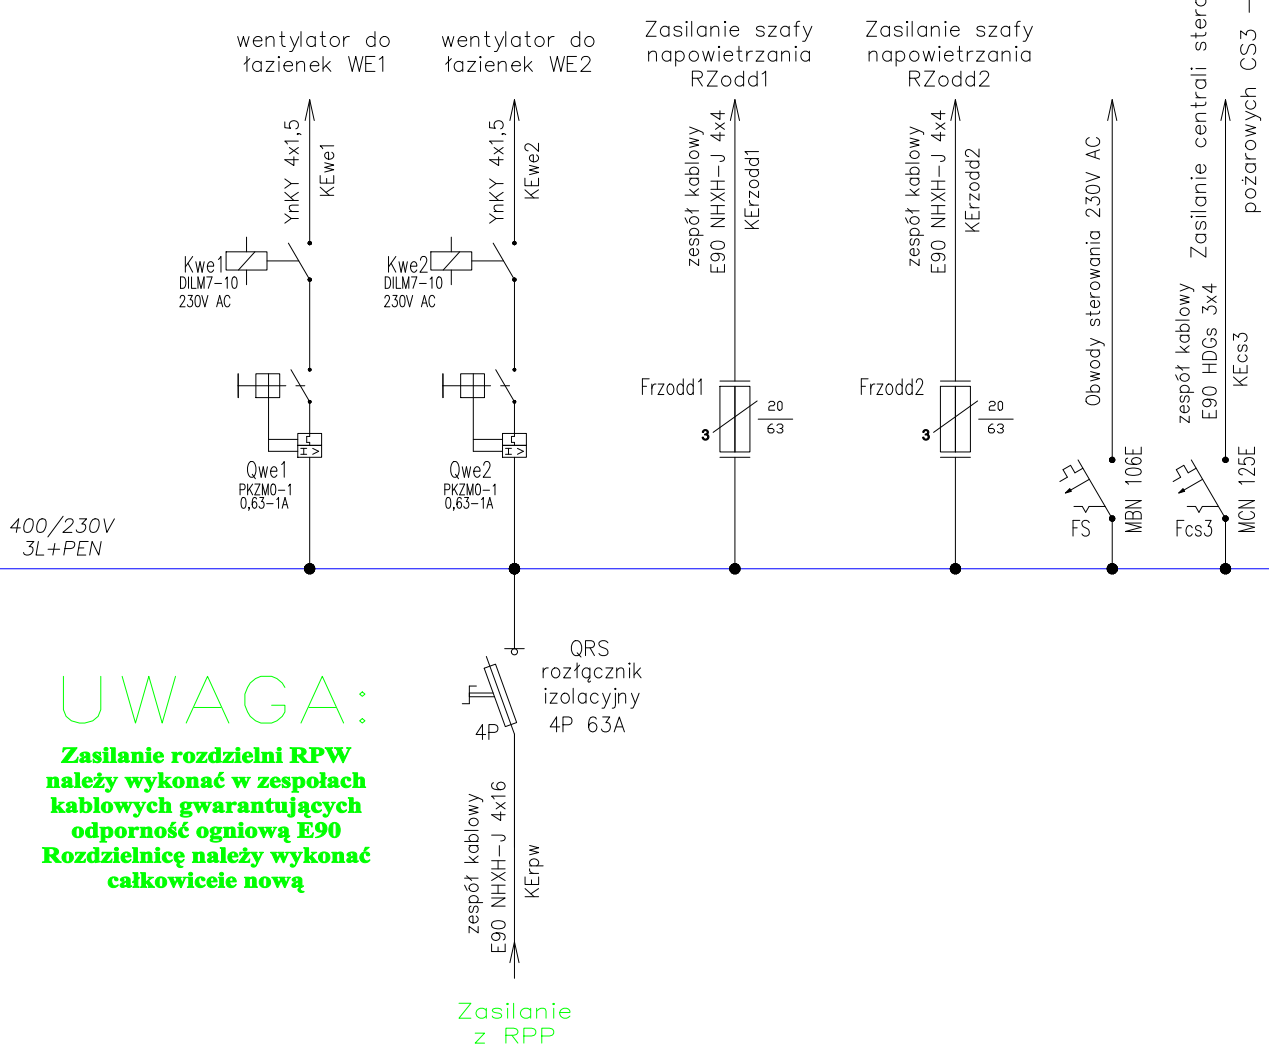 wentylator do
łazienek WE1
YnKY 4x1,5
KEwe1
Kwe1
DILM7-10
230V AC
Qwe1
PKZM0-1
0,63-1A
wentylator do
łazienek WE2
YnKY 4x1,5
KEwe2
Kwe2
DILM7-10
230V AC
Qwe2
PKZM0-1
0,63-1A
Zasilanie szafy
napowietrzania
RZodd1
zespół kablowy
E90 NHXH-J 4x4
KErzodd1
Frzodd1
3
20
63
Zasilanie szafy
napowietrzania
RZodd2
zespół kablowy
E90 NHXH-J 4x4
KErzodd2
Frzodd2
3
20
63
Obwody sterowania 230V AC
FS
MBN 106E
Zasilanie centrali stero
pożarowych CS3 -
zespół kablowy
E90 HDGs 3x4
KEcs3
Fcs3
MCN 125E
400/230V
3L+PEN
QRS
rozłącznik
izolacyjny
4P 63A
4P
zespół kablowy
E90 NHXH-J 4x16
KErpw
Zasilanie
z RPP
UWAGA:
Zasilanie rozdzielni RPW
należy wykonać w zespołach
kablowych gwarantujących
odporność ogniową E90
Rozdzielnicę należy wykonać
całkowiceie nową